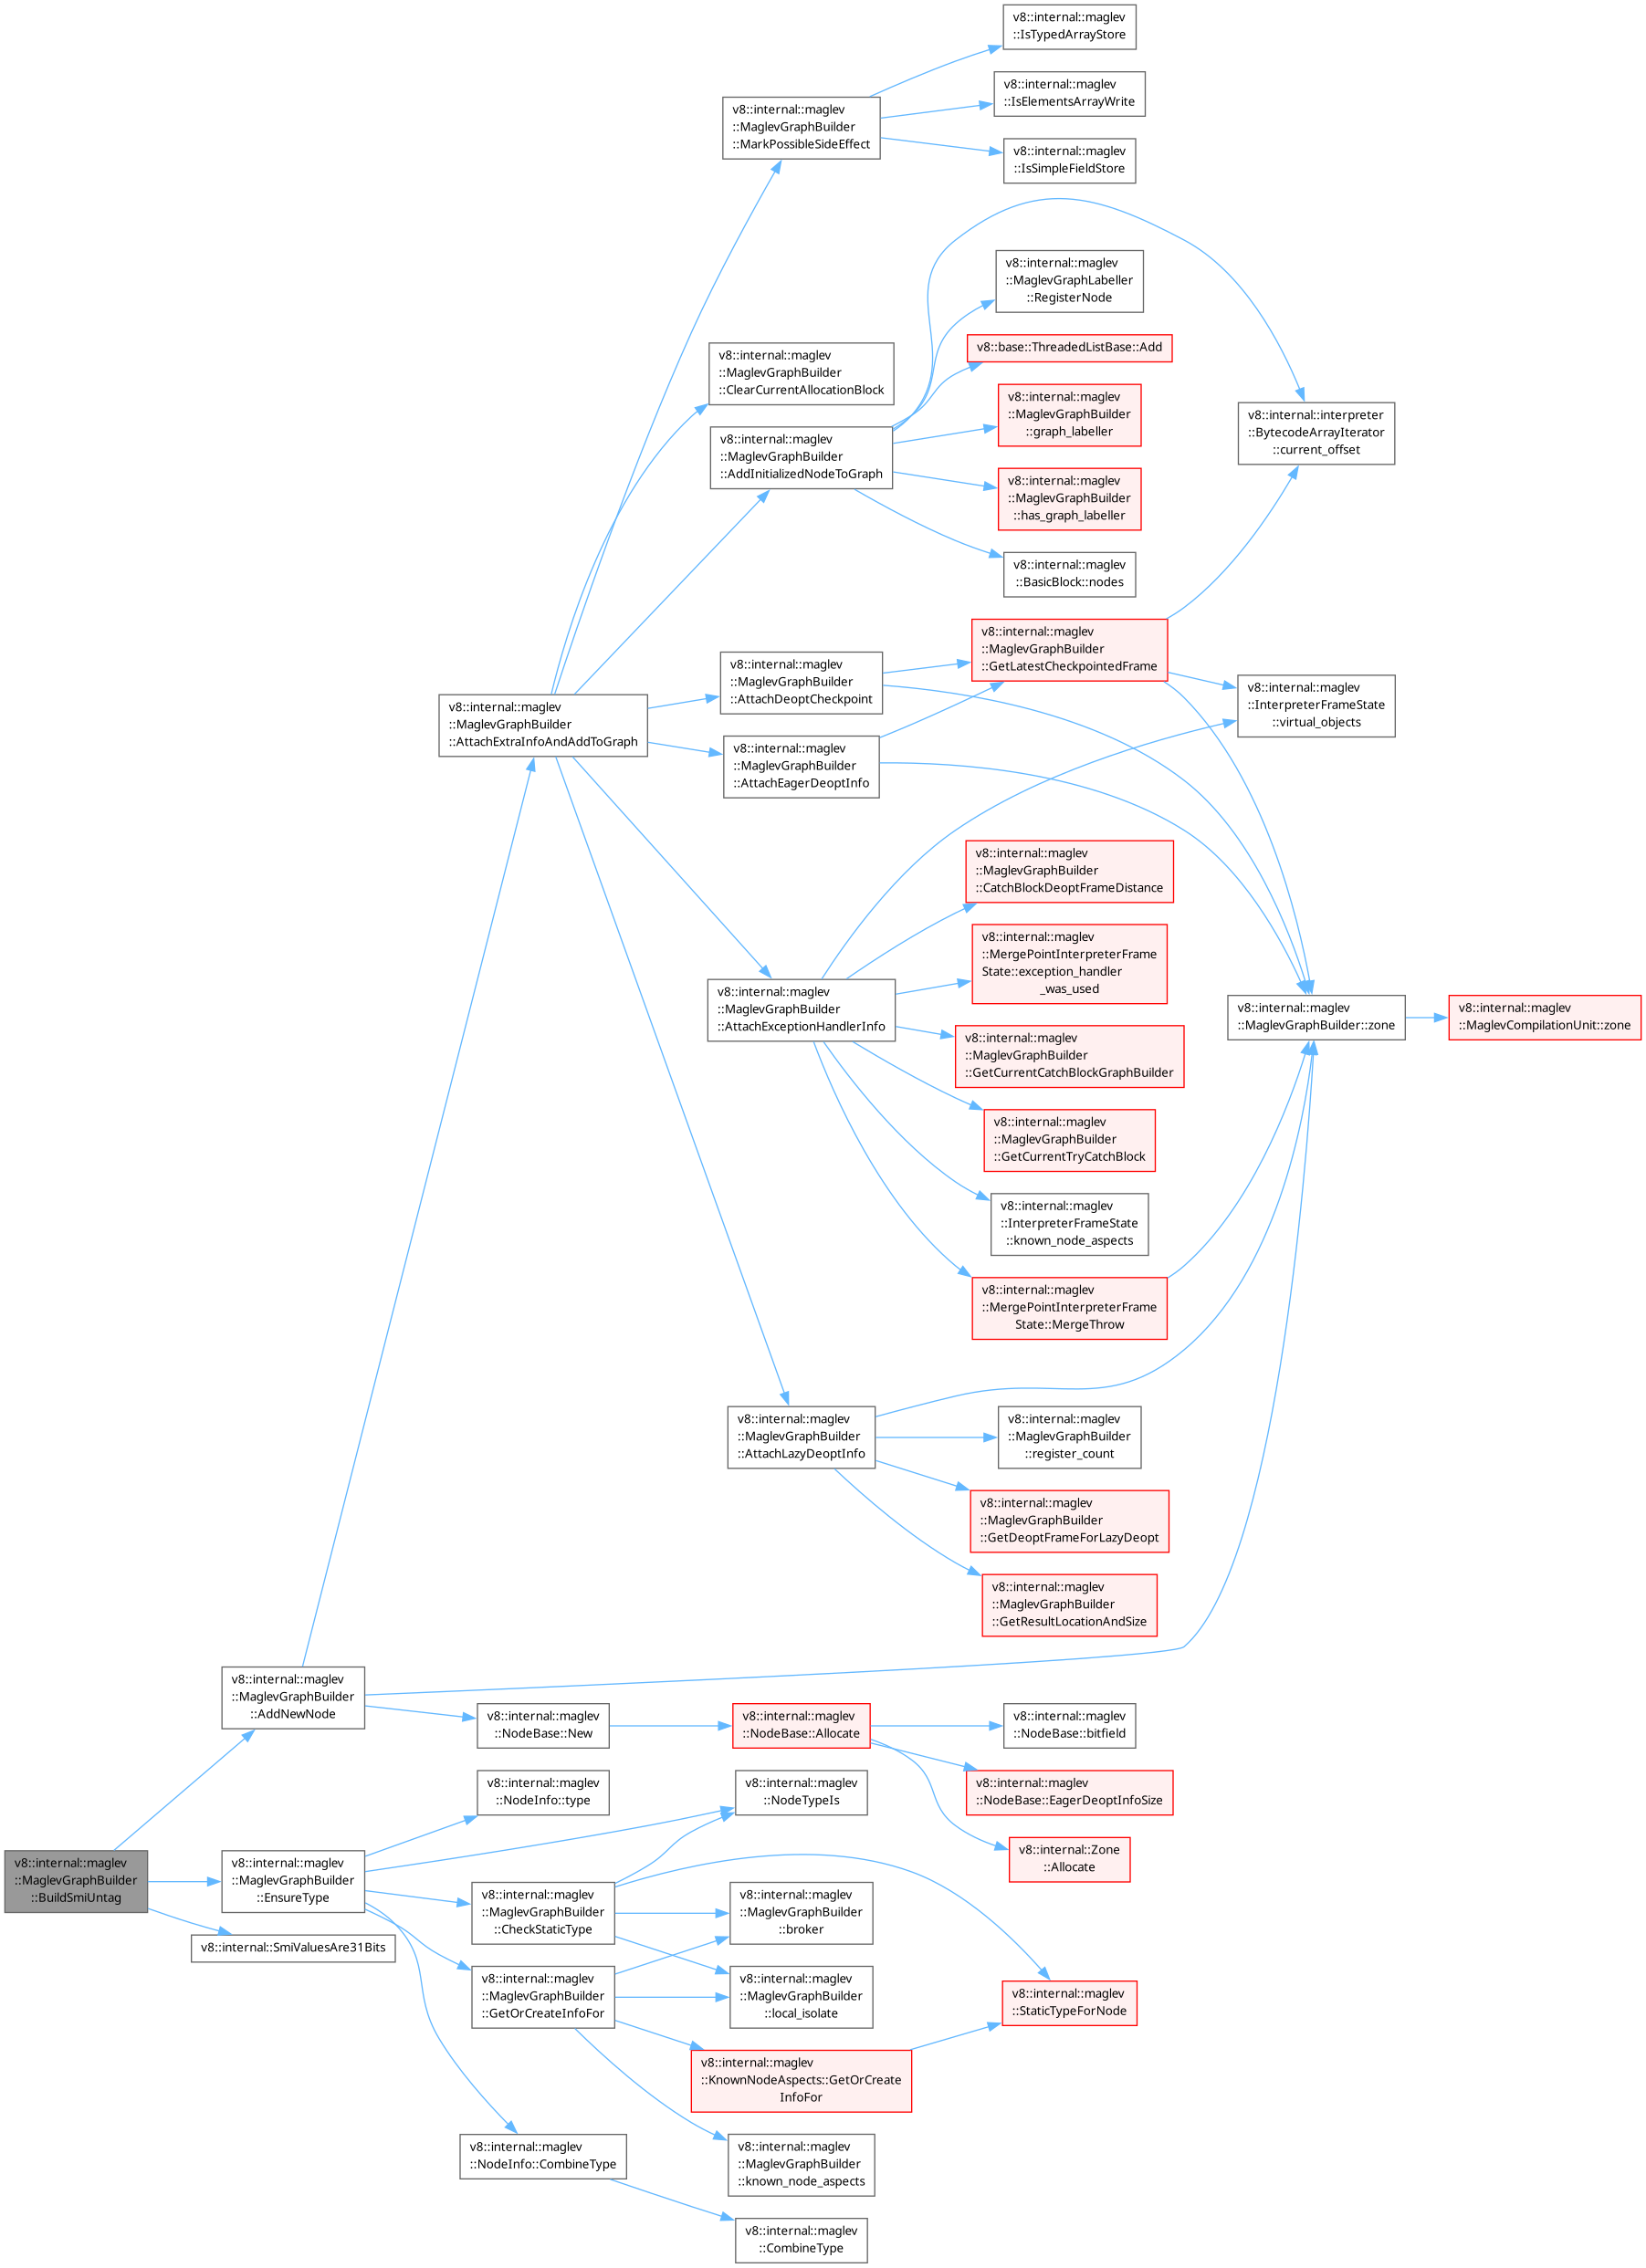 v8::internal::maglev
::IsTypedArrayStore
v8::internal::maglev
::IsElementsArrayWrite
v8::internal::maglev
::MaglevGraphBuilder
::MarkPossibleSideEffect
v8::internal::maglev
::IsSimpleFieldStore
v8::internal::maglev
::MaglevGraphLabeller
::RegisterNode
v8::base::ThreadedListBase::Add
v8::internal::maglev
::MaglevGraphBuilder
::ClearCurrentAllocationBlock
v8::internal::maglev
::MaglevGraphBuilder
::graph_labeller
v8::internal::interpreter
::BytecodeArrayIterator
::current_offset
v8::internal::maglev
::MaglevGraphBuilder
::AddInitializedNodeToGraph
v8::internal::maglev
::MaglevGraphBuilder
::has_graph_labeller
v8::internal::maglev
::BasicBlock::nodes
v8::internal::maglev
::MaglevGraphBuilder
::GetLatestCheckpointedFrame
v8::internal::maglev
::MaglevGraphBuilder
::AttachDeoptCheckpoint
v8::internal::maglev
::InterpreterFrameState
::virtual_objects
v8::internal::maglev
::MaglevGraphBuilder
::AttachExtraInfoAndAddToGraph
v8::internal::maglev
::MaglevGraphBuilder
::AttachEagerDeoptInfo
v8::internal::maglev
::MaglevGraphBuilder
::CatchBlockDeoptFrameDistance
v8::internal::maglev
::MergePointInterpreterFrame
State::exception_handler
_was_used
v8::internal::maglev
::MaglevGraphBuilder
::AttachExceptionHandlerInfo
v8::internal::maglev
::MaglevGraphBuilder::zone
v8::internal::maglev
::MaglevCompilationUnit::zone
v8::internal::maglev
::MaglevGraphBuilder
::GetCurrentCatchBlockGraphBuilder
v8::internal::maglev
::MaglevGraphBuilder
::GetCurrentTryCatchBlock
v8::internal::maglev
::InterpreterFrameState
::known_node_aspects
v8::internal::maglev
::MergePointInterpreterFrame
State::MergeThrow
v8::internal::maglev
::MaglevGraphBuilder
::AttachLazyDeoptInfo
v8::internal::maglev
::MaglevGraphBuilder
::register_count
v8::internal::maglev
::MaglevGraphBuilder
::GetDeoptFrameForLazyDeopt
v8::internal::maglev
::MaglevGraphBuilder
::GetResultLocationAndSize
v8::internal::maglev
::MaglevGraphBuilder
::AddNewNode
v8::internal::maglev
::NodeBase::New
v8::internal::maglev
::NodeBase::Allocate
v8::internal::maglev
::NodeBase::bitfield
v8::internal::maglev
::NodeInfo::type
v8::internal::maglev
::NodeTypeIs
v8::internal::maglev
::NodeBase::EagerDeoptInfoSize
v8::internal::Zone
::Allocate
v8::internal::maglev
::MaglevGraphBuilder
::BuildSmiUntag
v8::internal::maglev
::MaglevGraphBuilder
::EnsureType
v8::internal::maglev
::MaglevGraphBuilder
::CheckStaticType
v8::internal::maglev
::MaglevGraphBuilder
::broker
v8::internal::SmiValuesAre31Bits
v8::internal::maglev
::MaglevGraphBuilder
::GetOrCreateInfoFor
v8::internal::maglev
::MaglevGraphBuilder
::local_isolate
v8::internal::maglev
::StaticTypeForNode
v8::internal::maglev
::KnownNodeAspects::GetOrCreate
InfoFor
v8::internal::maglev
::NodeInfo::CombineType
v8::internal::maglev
::MaglevGraphBuilder
::known_node_aspects
v8::internal::maglev
::CombineType